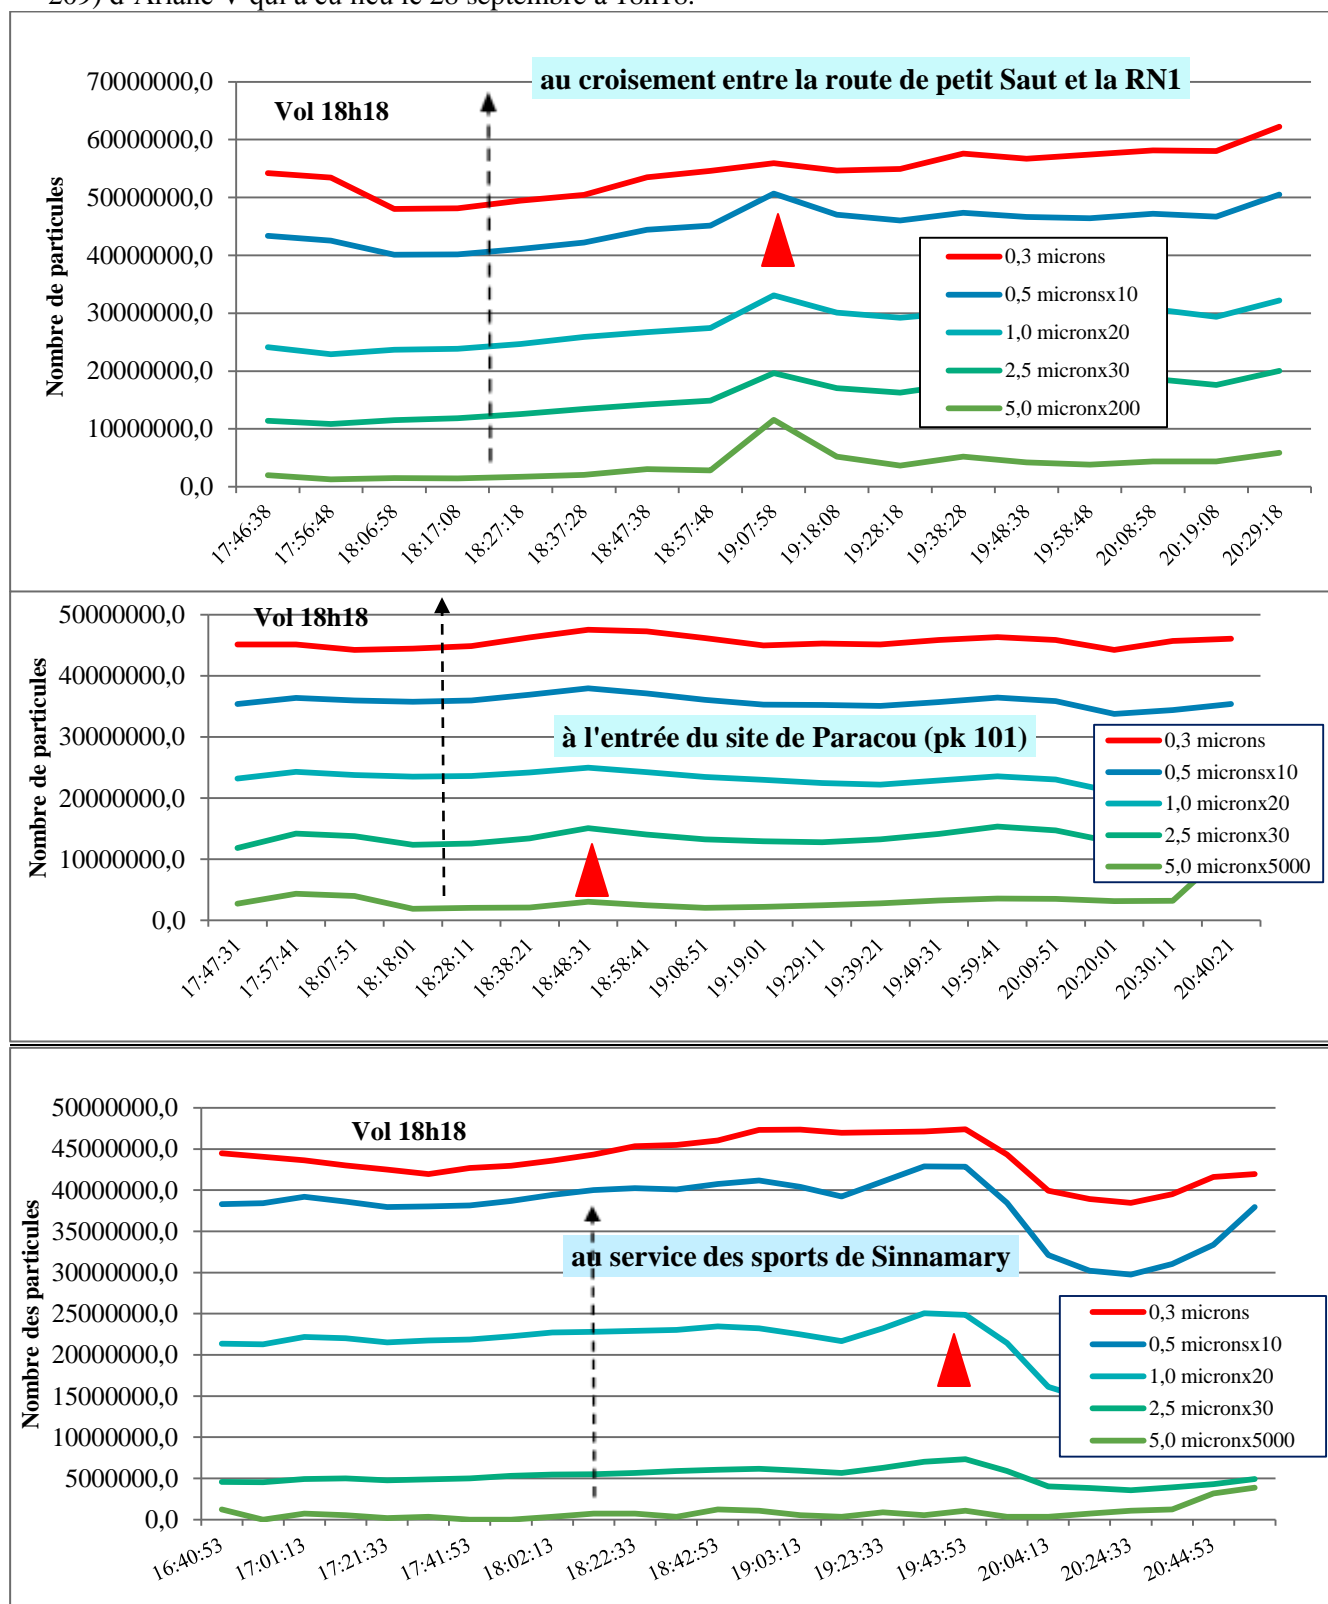 209) d'Ariane V qui a eu lieu le 28 septembre à 18h18.
au croisement entre la route de petit Saut et la RN1
Vol 18h18
Nombre de particules
70000000,0
60000000,0
50000000,0
40000000,0
30000000,0
20000000,0
10000000,0
0,0
0,3 microns
0,5 micronsx10
1,0 micronx20
2,5 micronx30
5,0 micronx200
17:46:38
17:56:48
18:06:58
18:17:08
18:27:18
18:37:28
18:47:38
18:57:48
19:07:58
19:18:08
19:28:18
19:38:28
19:48:38
19:58:48
20:08:58
20:19:08
20:29:18
Vol 18h18
à l'entrée du site de Paracou (pk 101)
Nombre de particules
50000000,0
40000000,0
30000000,0
20000000,0
10000000,0
0,0
0,3 microns
0,5 micronsx10
1,0 micronx20
2,5 micronx30
5,0 micronx5000
17:47:31
17:57:41
18:07:51
18:18:01
18:28:11
18:38:21
18:48:31
18:58:41
19:08:51
19:19:01
19:29:11
19:39:21
19:49:31
19:59:41
20:09:51
20:20:01
20:30:11
20:40:21
Vol 18h18
au service des sports de Sinnamary
Nombre des particules
50000000,0
45000000,0
40000000,0
35000000,0
30000000,0
25000000,0
20000000,0
15000000,0
10000000,0
5000000,0
0,0
0,3 microns
0,5 micronsx10
1,0 micronx20
2,5 micronx30
5,0 micronx5000
16:40:53
17:01:13
17:21:33
17:41:53
18:02:13
18:22:33
18:42:53
19:03:13
19:23:33
19:43:53
20:04:13
20:24:33
20:44:53